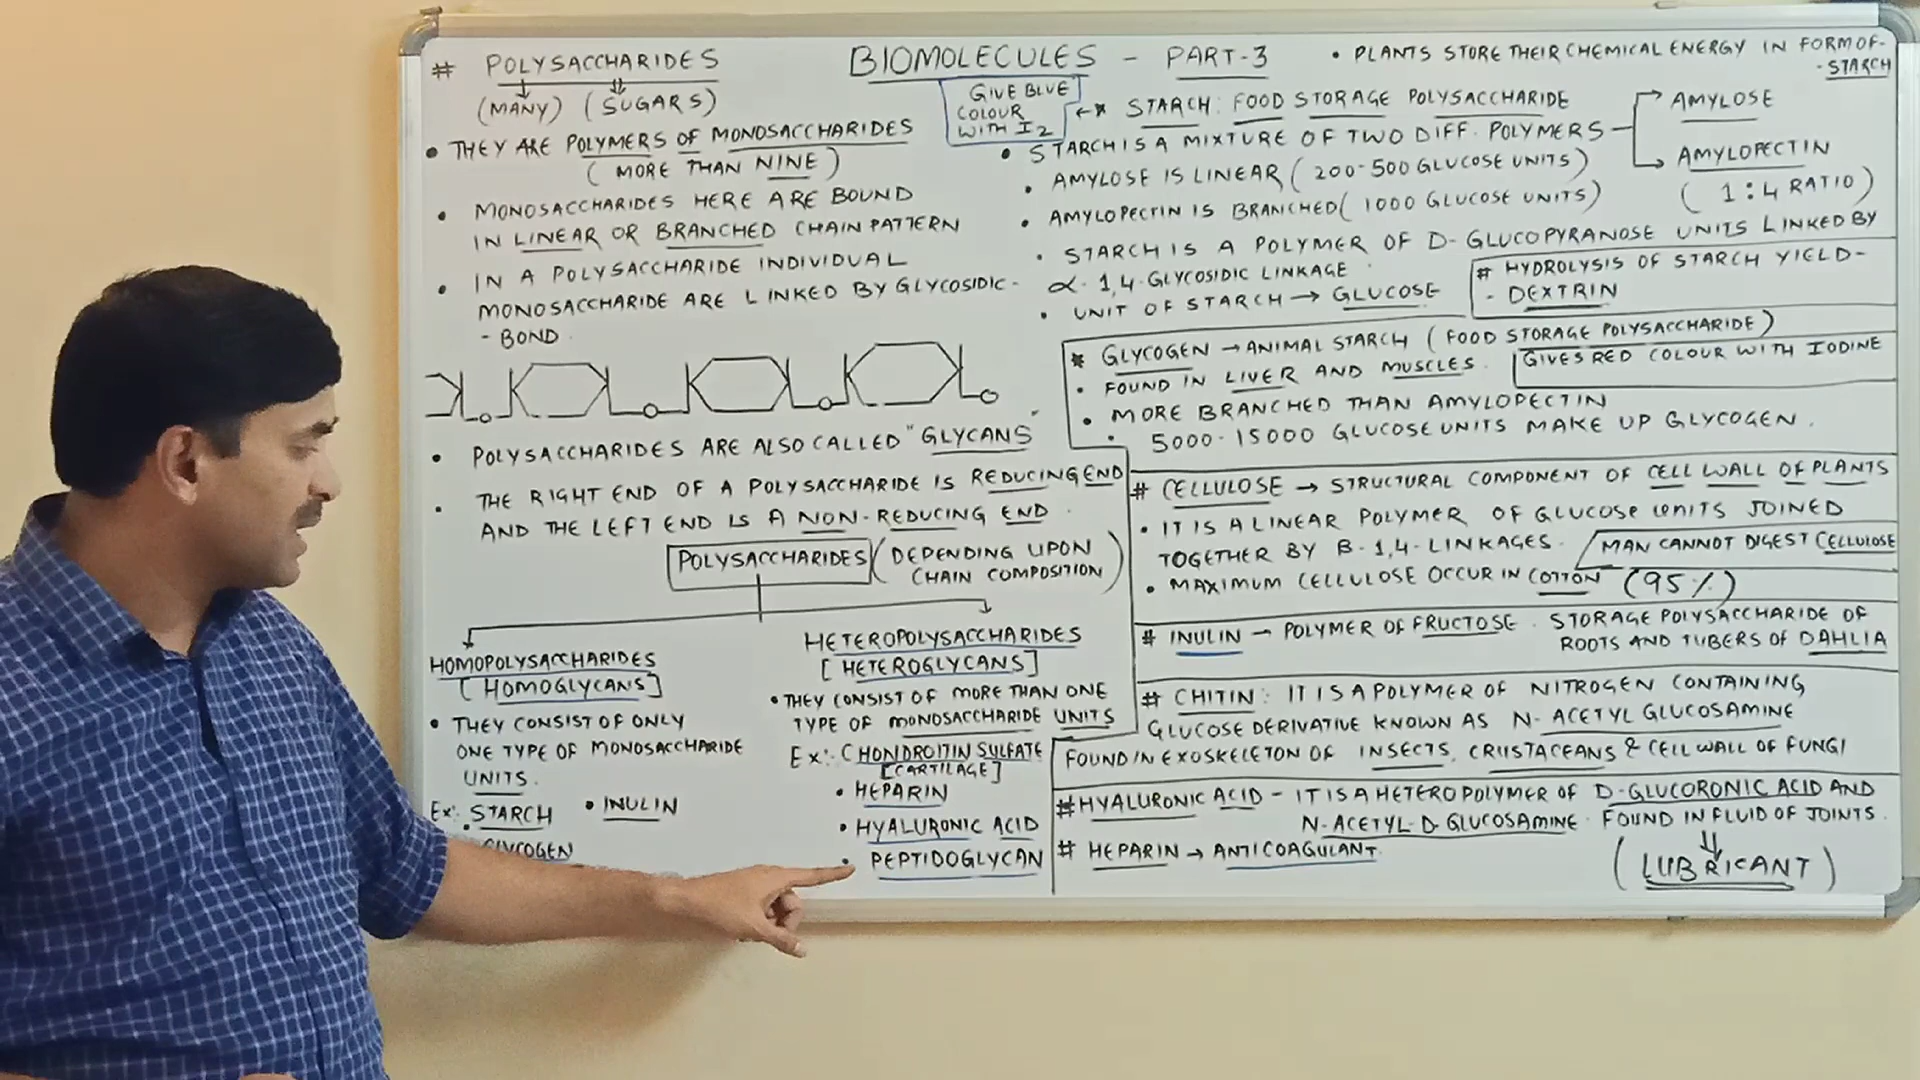 # POLYSACCHARIDES
(MANY) (SUGARS)
• THEY ARE POLYMERS OF MONOSACCHARIDES
( MORE THAN NINE )
• MONOSACCHARIDES HERE ARE BOUND
IN LINEAR OR BRANCHED CHAIN PATTERN
• IN A POLYSACCHARIDE INDIVIDUAL
MONOSACCHARIDE ARE LINKED BY GLYCOSIDIC -
- BOND
• POLYSACCHARIDES ARE ALSO CALLED "GLYCANS"
• THE RIGHT END OF A POLYSACCHARIDE IS REDUCING END
AND THE LEFT END IS A NON-REDUCING END
POLYSACCHARIDES (DEPENDING UPON
CHAIN COMPOSITION)
HOMOPOLYSACCHARIDES
[HOMOGLYCANS]
• THEY CONSIST OF ONLY
ONE TYPE OF MONOSACCHARIDE
UNITS.
Ex:- STARCH • INULIN
• GLYCOGEN
HETEROPOLYSACCHARIDES
[HETEROGLYCANS]
• THEY CONSIST OF MORE THAN ONE
TYPE OF MONOSACCHARIDE UNITS
Ex:- CHONDROITIN SULFATE
[CARTILAGE]
• HEPARIN
• HYALURONIC ACID
• PEPTIDOGLYCAN
BIOMOLECULES - PART-3
• PLANTS STORE THEIR CHEMICAL ENERGY IN FORM OF-
- STARCH
GIVE BLUE
COLOUR
WITH I2
* STARCH: FOOD STORAGE POLYSACCHARIDE
• STARCH IS A MIXTURE OF TWO DIFF. POLYMERS
AMYLOSE
AMYLOPECTIN
( 1:4 RATIO )
• AMYLOSE IS LINEAR ( 200-500 GLUCOSE UNITS )
• AMYLOPECTIN IS BRANCHED( 1000 GLUCOSE UNITS )
• STARCH IS A POLYMER OF D-GLUCOPYRANOSE UNITS LINKED BY
α-1,4-GLYCOSIDIC LINKAGE
• UNIT OF STARCH → GLUCOSE
# HYDROLYSIS OF STARCH YIELD-
- DEXTRIN
* GLYCOGEN → ANIMAL STARCH ( FOOD STORAGE POLYSACCHARIDE )
• FOUND IN LIVER AND MUSCLES.
GIVES RED COLOUR WITH IODINE
• MORE BRANCHED THAN AMYLOPECTIN
• 5000-15000 GLUCOSE UNITS MAKE UP GLYCOGEN.
# CELLULOSE → STRUCTURAL COMPONENT OF CELL WALL OF PLANTS
• IT IS A LINEAR POLYMER OF GLUCOSE UNITS JOINED
TOGETHER BY B-1,4-LINKAGES.
MAN CANNOT DIGEST CELLULOSE
• MAXIMUM CELLULOSE OCCUR IN COTTON (95%)
# INULIN → POLYMER OF FRUCTOSE. STORAGE POLYSACCHARIDE OF
ROOTS AND TUBERS OF DAHLIA
# CHITIN: IT IS A POLYMER OF NITROGEN CONTAINING
GLUCOSE DERIVATIVE KNOWN AS N-ACETYL GLUCOSAMINE
FOUND IN EXOSKELETON OF INSECTS, CRUSTACEANS & CELL WALL OF FUNGI
# HYALURONIC ACID - IT IS A HETEROPOLYMER OF D-GLUCORONIC ACID AND
N-ACETYL-D-GLUCOSAMINE. FOUND IN FLUID OF JOINTS.
(LUBRICANT)
# HEPARIN → ANTICOAGULANT